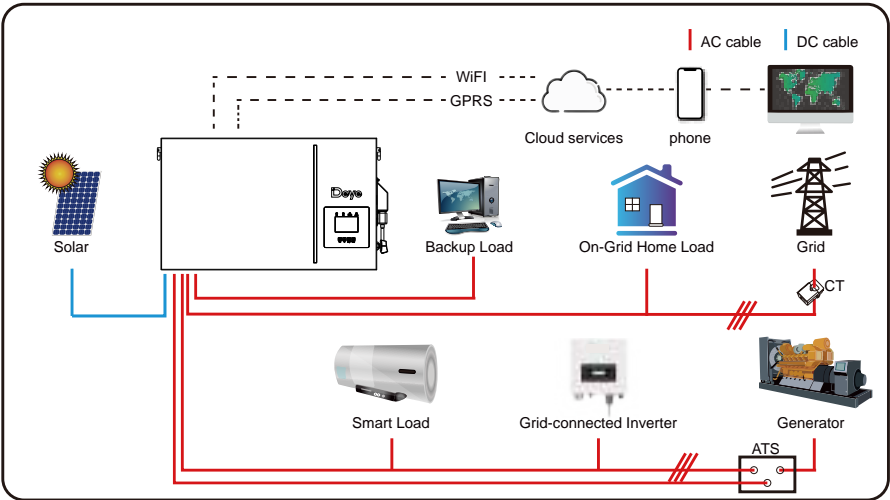 AC cable
DC cable
WiFI
GPRS
Cloud services
phone
Deye
Solar
Backup Load
On-Grid Home Load
Grid
CT
Smart Load
Grid-connected Inverter
Generator
ATS